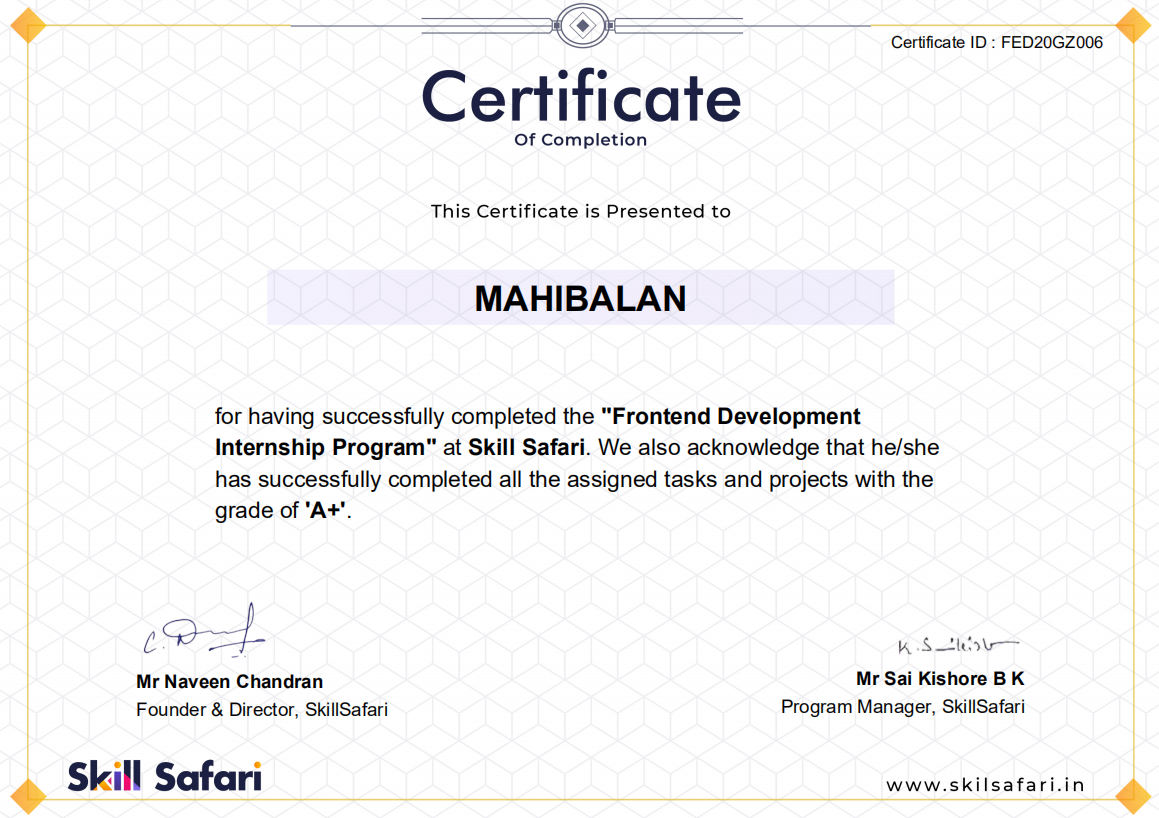 Certificate ID : FED20GZ006
Certificate
Of Completion
This Certificate is Presented to
MAHIBALAN
for having successfully completed the "Frontend Development
Internship Program" at Skill Safari. We also acknowledge that he/she
has successfully completed all the assigned tasks and projects with the
grade of 'A+'.
Mr Naveen Chandran
Founder & Director, SkillSafari
K. Saikishor
Mr Sai Kishore B K
Program Manager, SkillSafari
Skill Safari
www.skilsafari.in